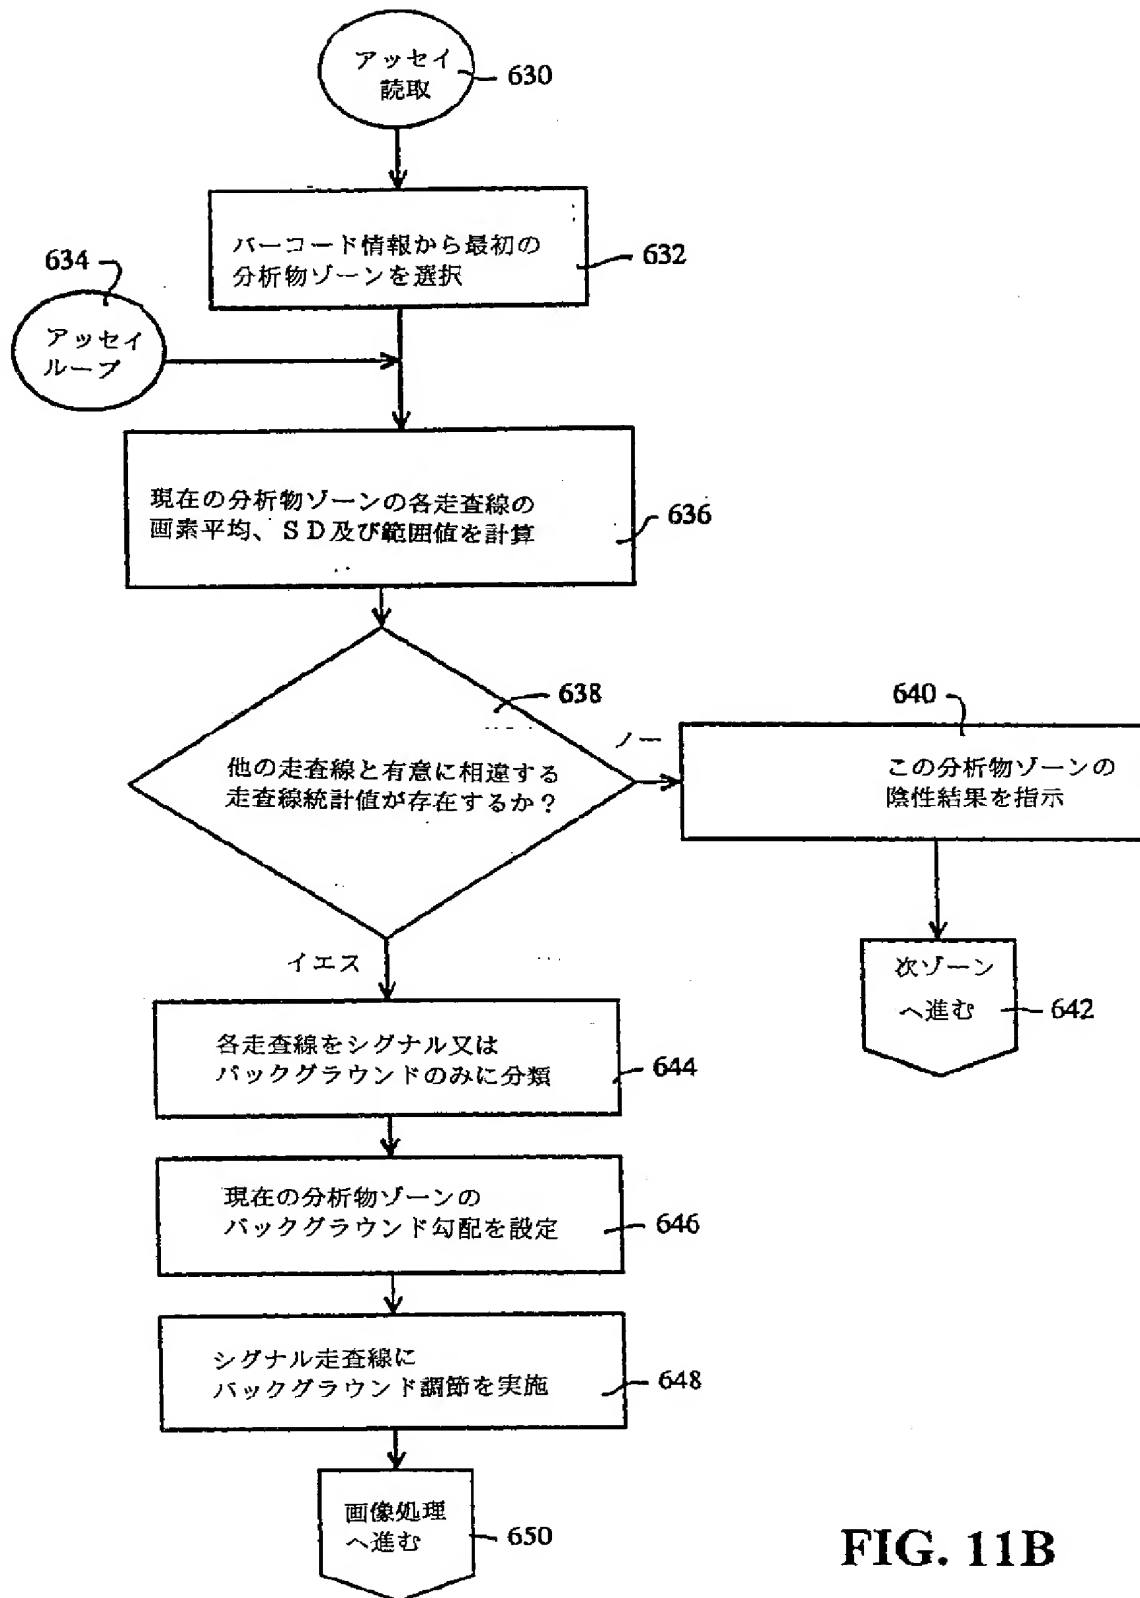 アッセイ
読取
630
バーコード情報から最初の
分析物ゾーンを選択
632
634
アッセイ
ループ
現在の分析物ゾーンの各走査線の
画素平均、SD及び範囲値を計算
636
638
他の走査線と有意に相違する
走査線統計値が存在するか？
ノー
640
この分析物ゾーンの
陰性結果を指示
イエス
次ゾーン
へ進む
642
各走査線をシグナル又は
バックグラウンドのみに分類
644
現在の分析物ゾーンの
バックグラウンド勾配を設定
646
シグナル走査線に
バックグラウンド調節を実施
648
画像処理
へ進む
650
FIG. 11B